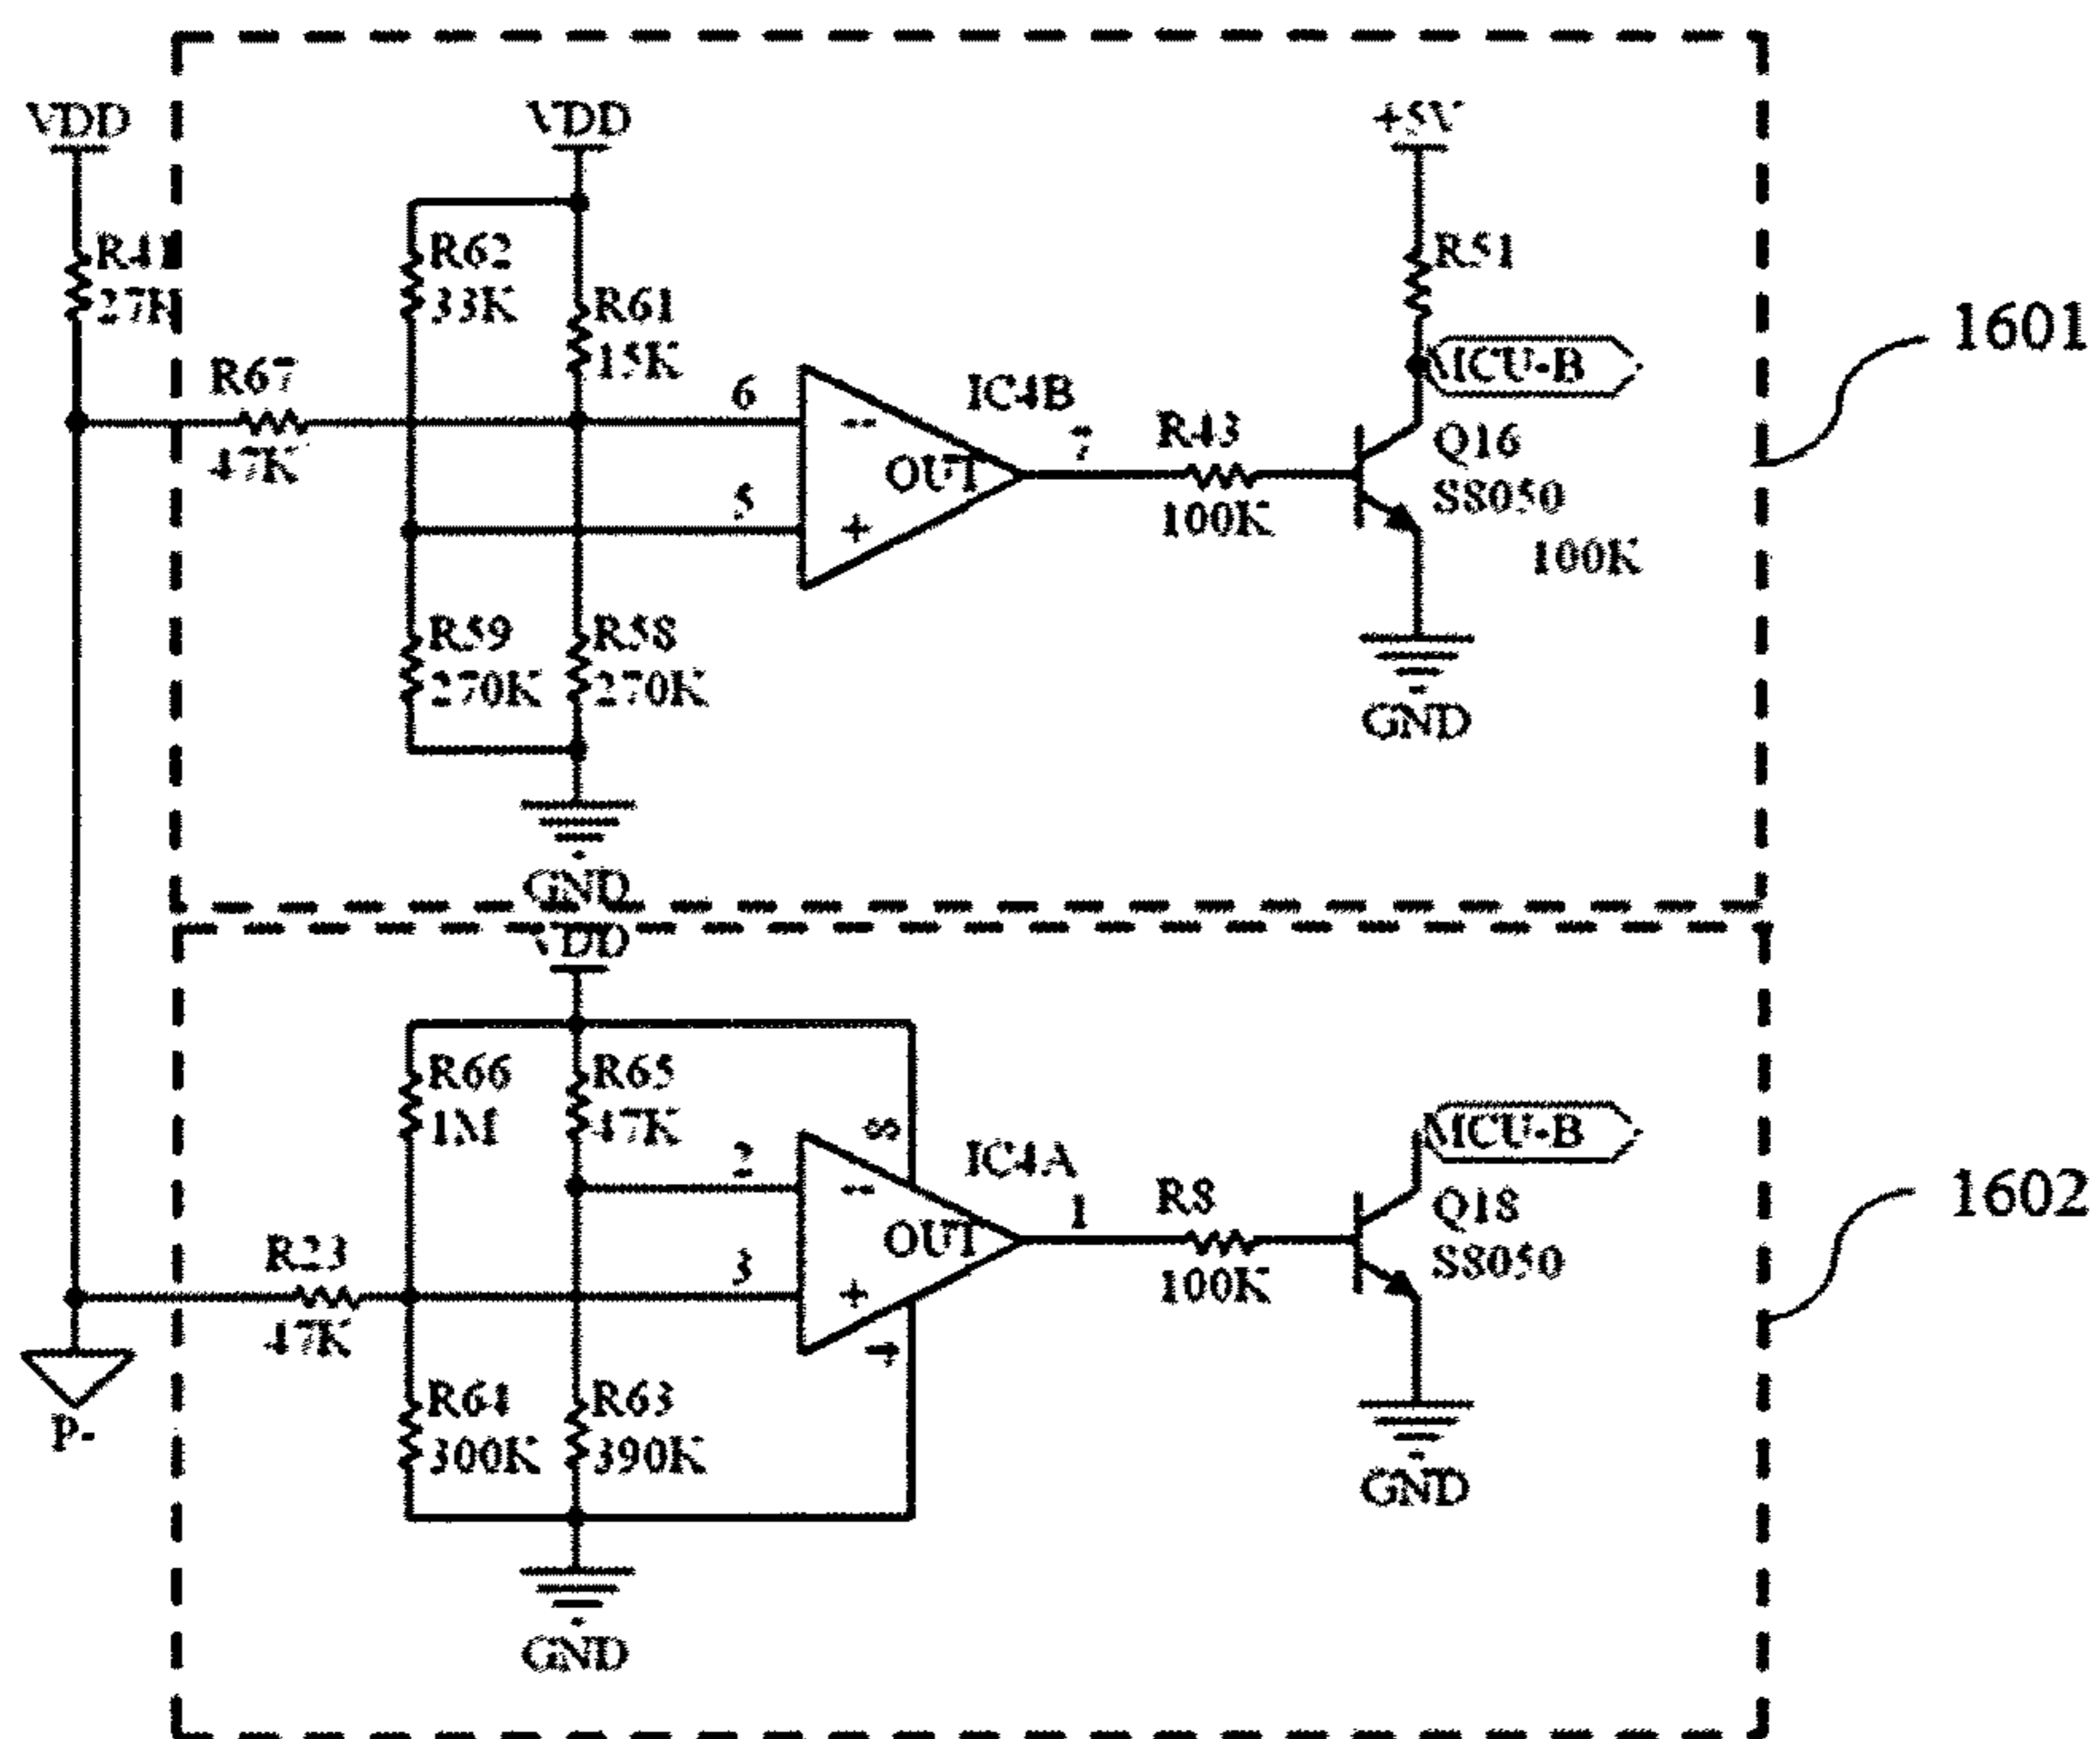 VDD
VDD
+5V
R41
27K
R62
33K
R61
15K
R51
1601
R67
47K
6
5
--
+
OUT
IC4B
7
R43
100K
MCU-B
Q16
S8050
100K
R59
270K
R58
270K
GND
GND
VDD
R66
1M
R65
47K
8
2
3
--
+
OUT
IC4A
1
4
R8
100K
MCU-B
Q18
S8050
1602
R23
47K
P-
R64
300K
R63
390K
GND
GND